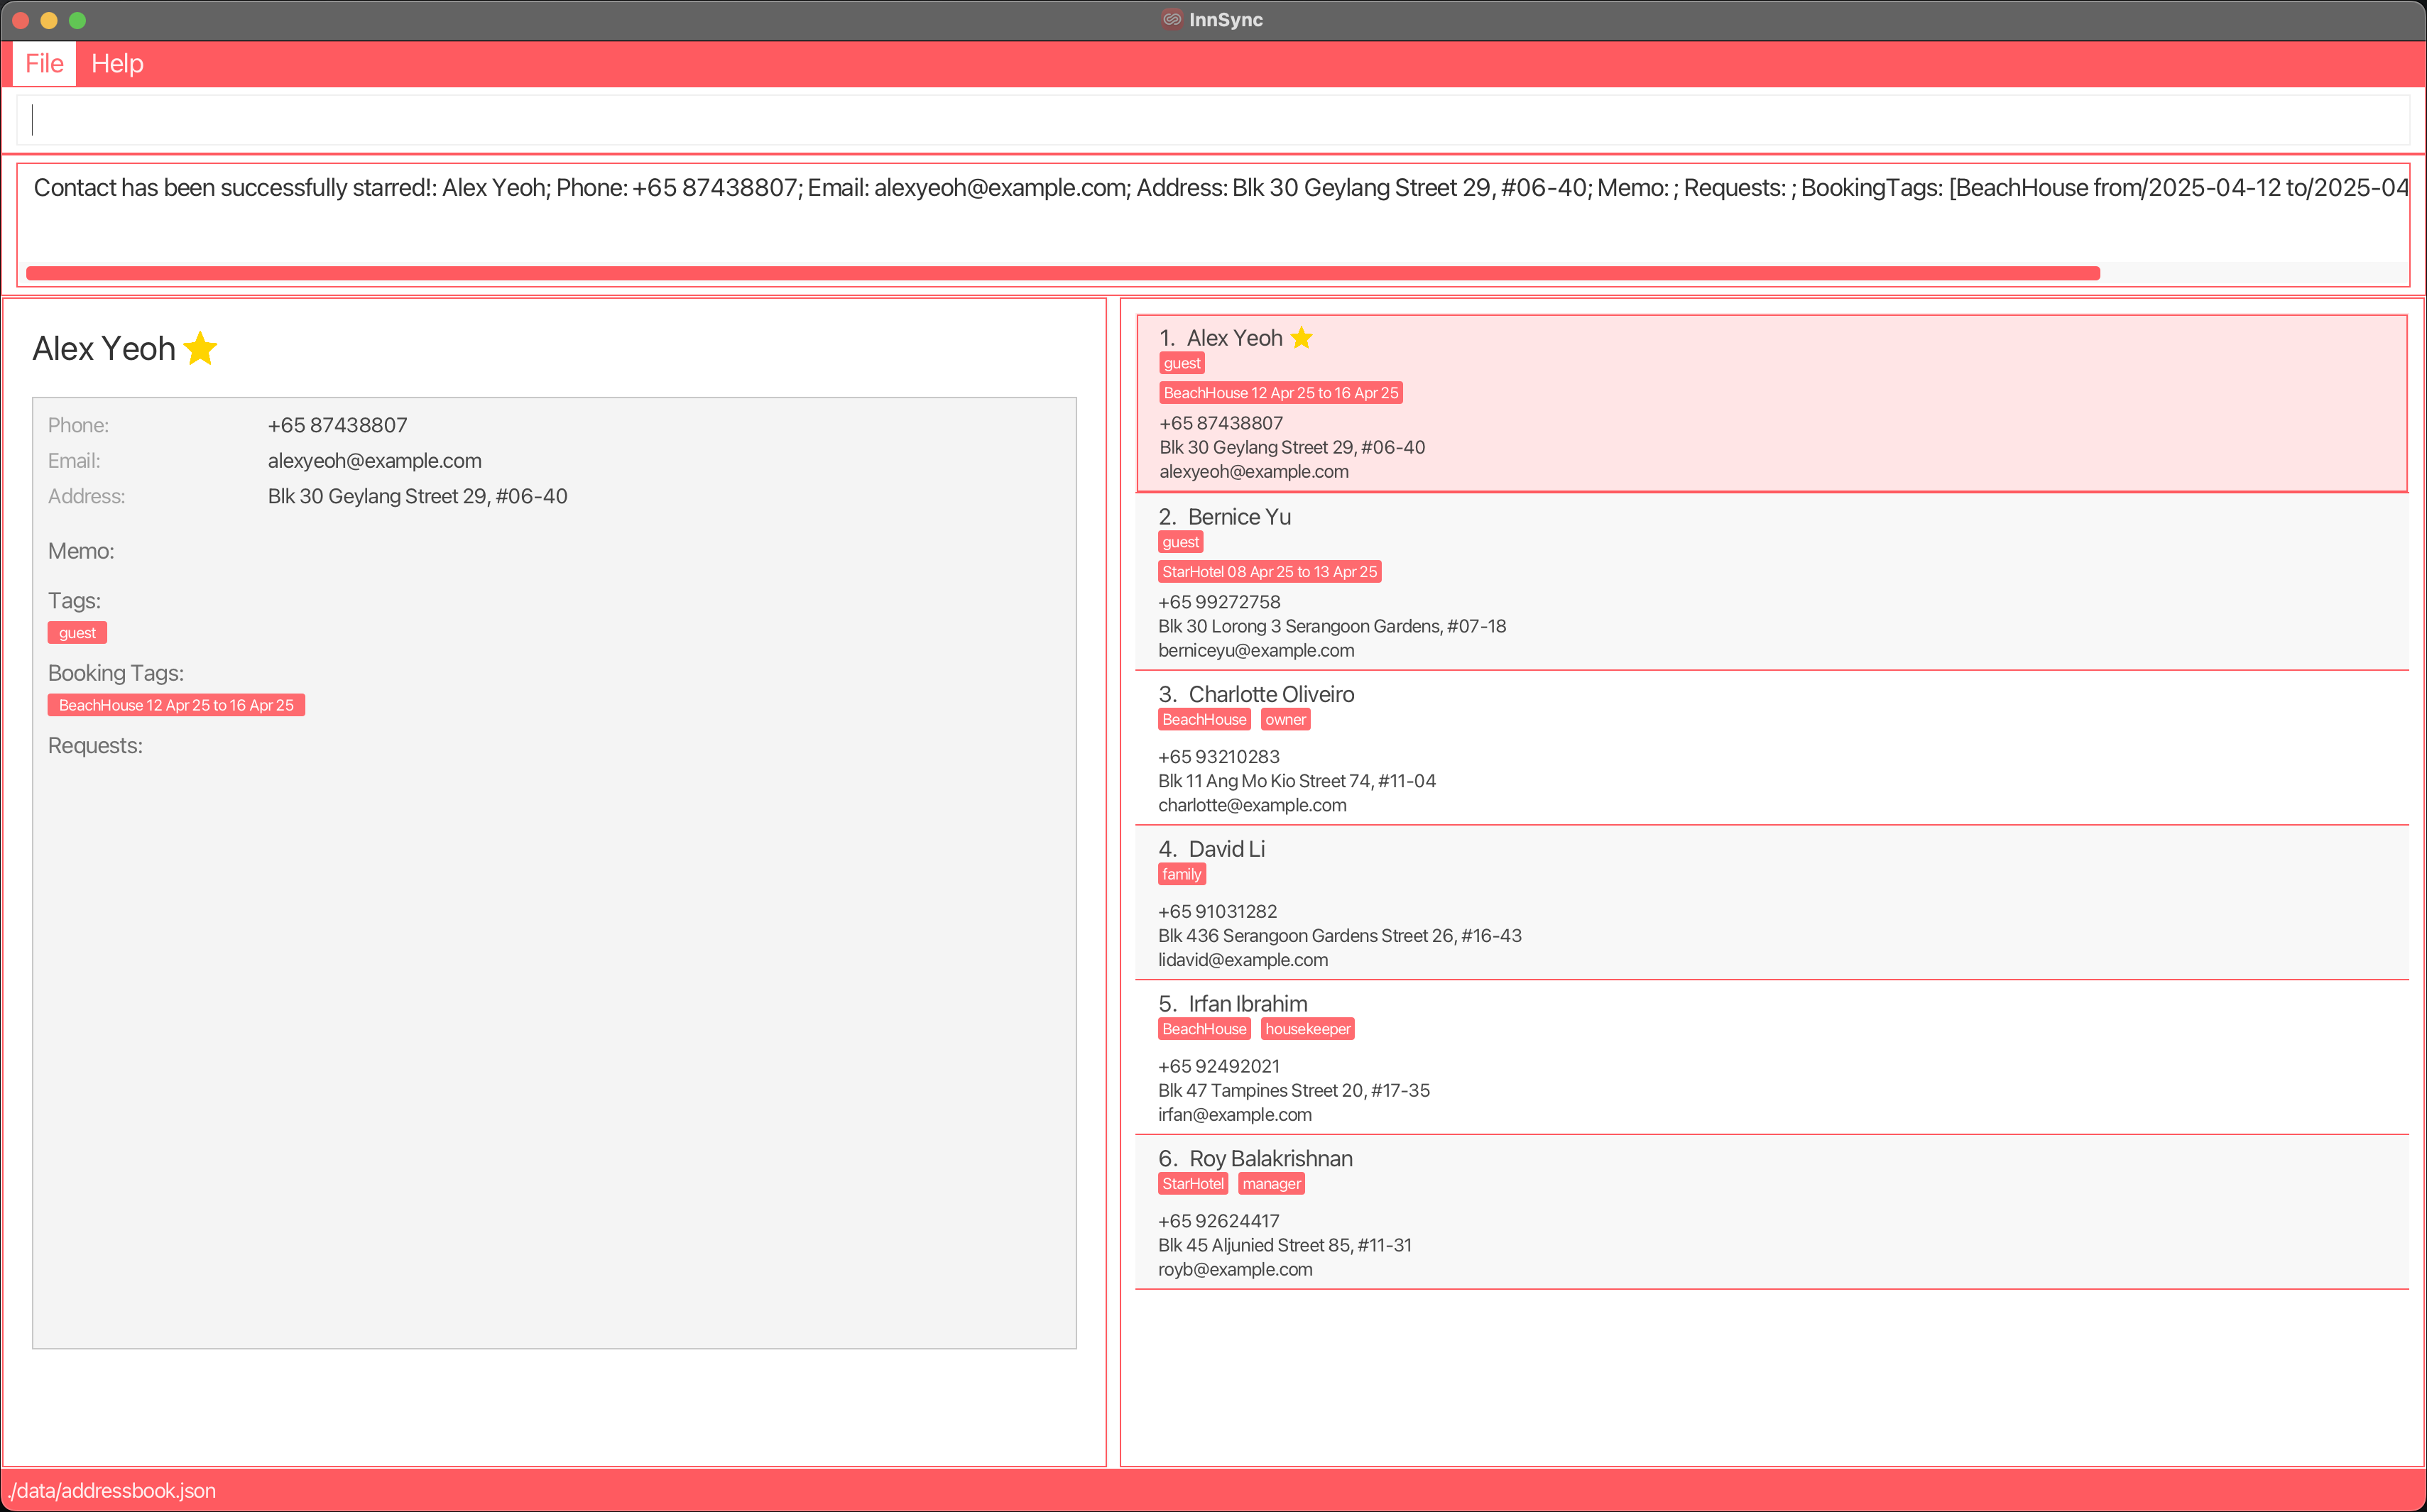 InnSync
File Help
Contact has been successfully starred!: Alex Yeoh; Phone: +65 87438807; Email: alexyeoh@example.com; Address: Blk 30 Geylang Street 29, #06-40; Memo: ; Requests: ; BookingTags: [BeachHouse from/2025-04-12 to/2025-04
Alex Yeoh
Phone: +65 87438807
Email: alexyeoh@example.com
Address: Blk 30 Geylang Street 29, #06-40
Memo:
Tags:
guest
Booking Tags:
BeachHouse 12 Apr 25 to 16 Apr 25
Requests:
1. Alex Yeoh
guest
BeachHouse 12 Apr 25 to 16 Apr 25
+65 87438807
Blk 30 Geylang Street 29, #06-40
alexyeoh@example.com
2. Bernice Yu
guest
StarHotel 08 Apr 25 to 13 Apr 25
+65 99272758
Blk 30 Lorong 3 Serangoon Gardens, #07-18
berniceyu@example.com
3. Charlotte Oliveiro
BeachHouse owner
+65 93210283
Blk 11 Ang Mo Kio Street 74, #11-04
charlotte@example.com
4. David Li
family
+65 91031282
Blk 436 Serangoon Gardens Street 26, #16-43
lidavid@example.com
5. Irfan Ibrahim
BeachHouse housekeeper
+65 92492021
Blk 47 Tampines Street 20, #17-35
irfan@example.com
6. Roy Balakrishnan
StarHotel manager
+65 92624417
Blk 45 Aljunied Street 85, #11-31
royb@example.com
./data/addressbook.json